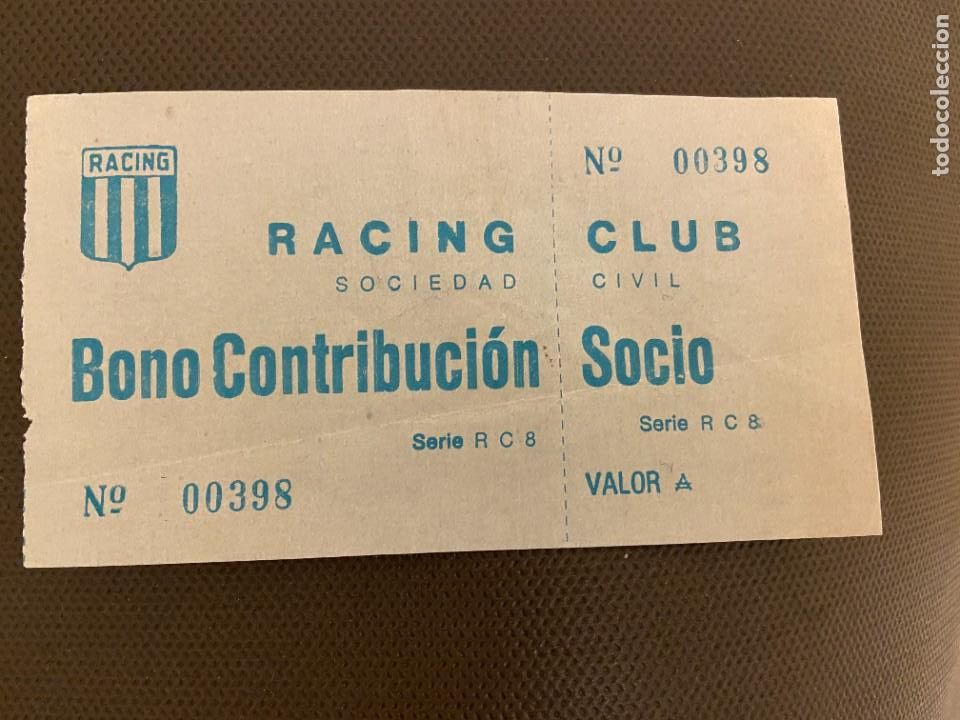 RACING
Nº 00398
RACING CLUB
SOCIEDAD CIVIL
Bono Contribución Socio
Serie R C 8
Serie R C 8
VALOR ₳
Nº 00398
todocoleccion